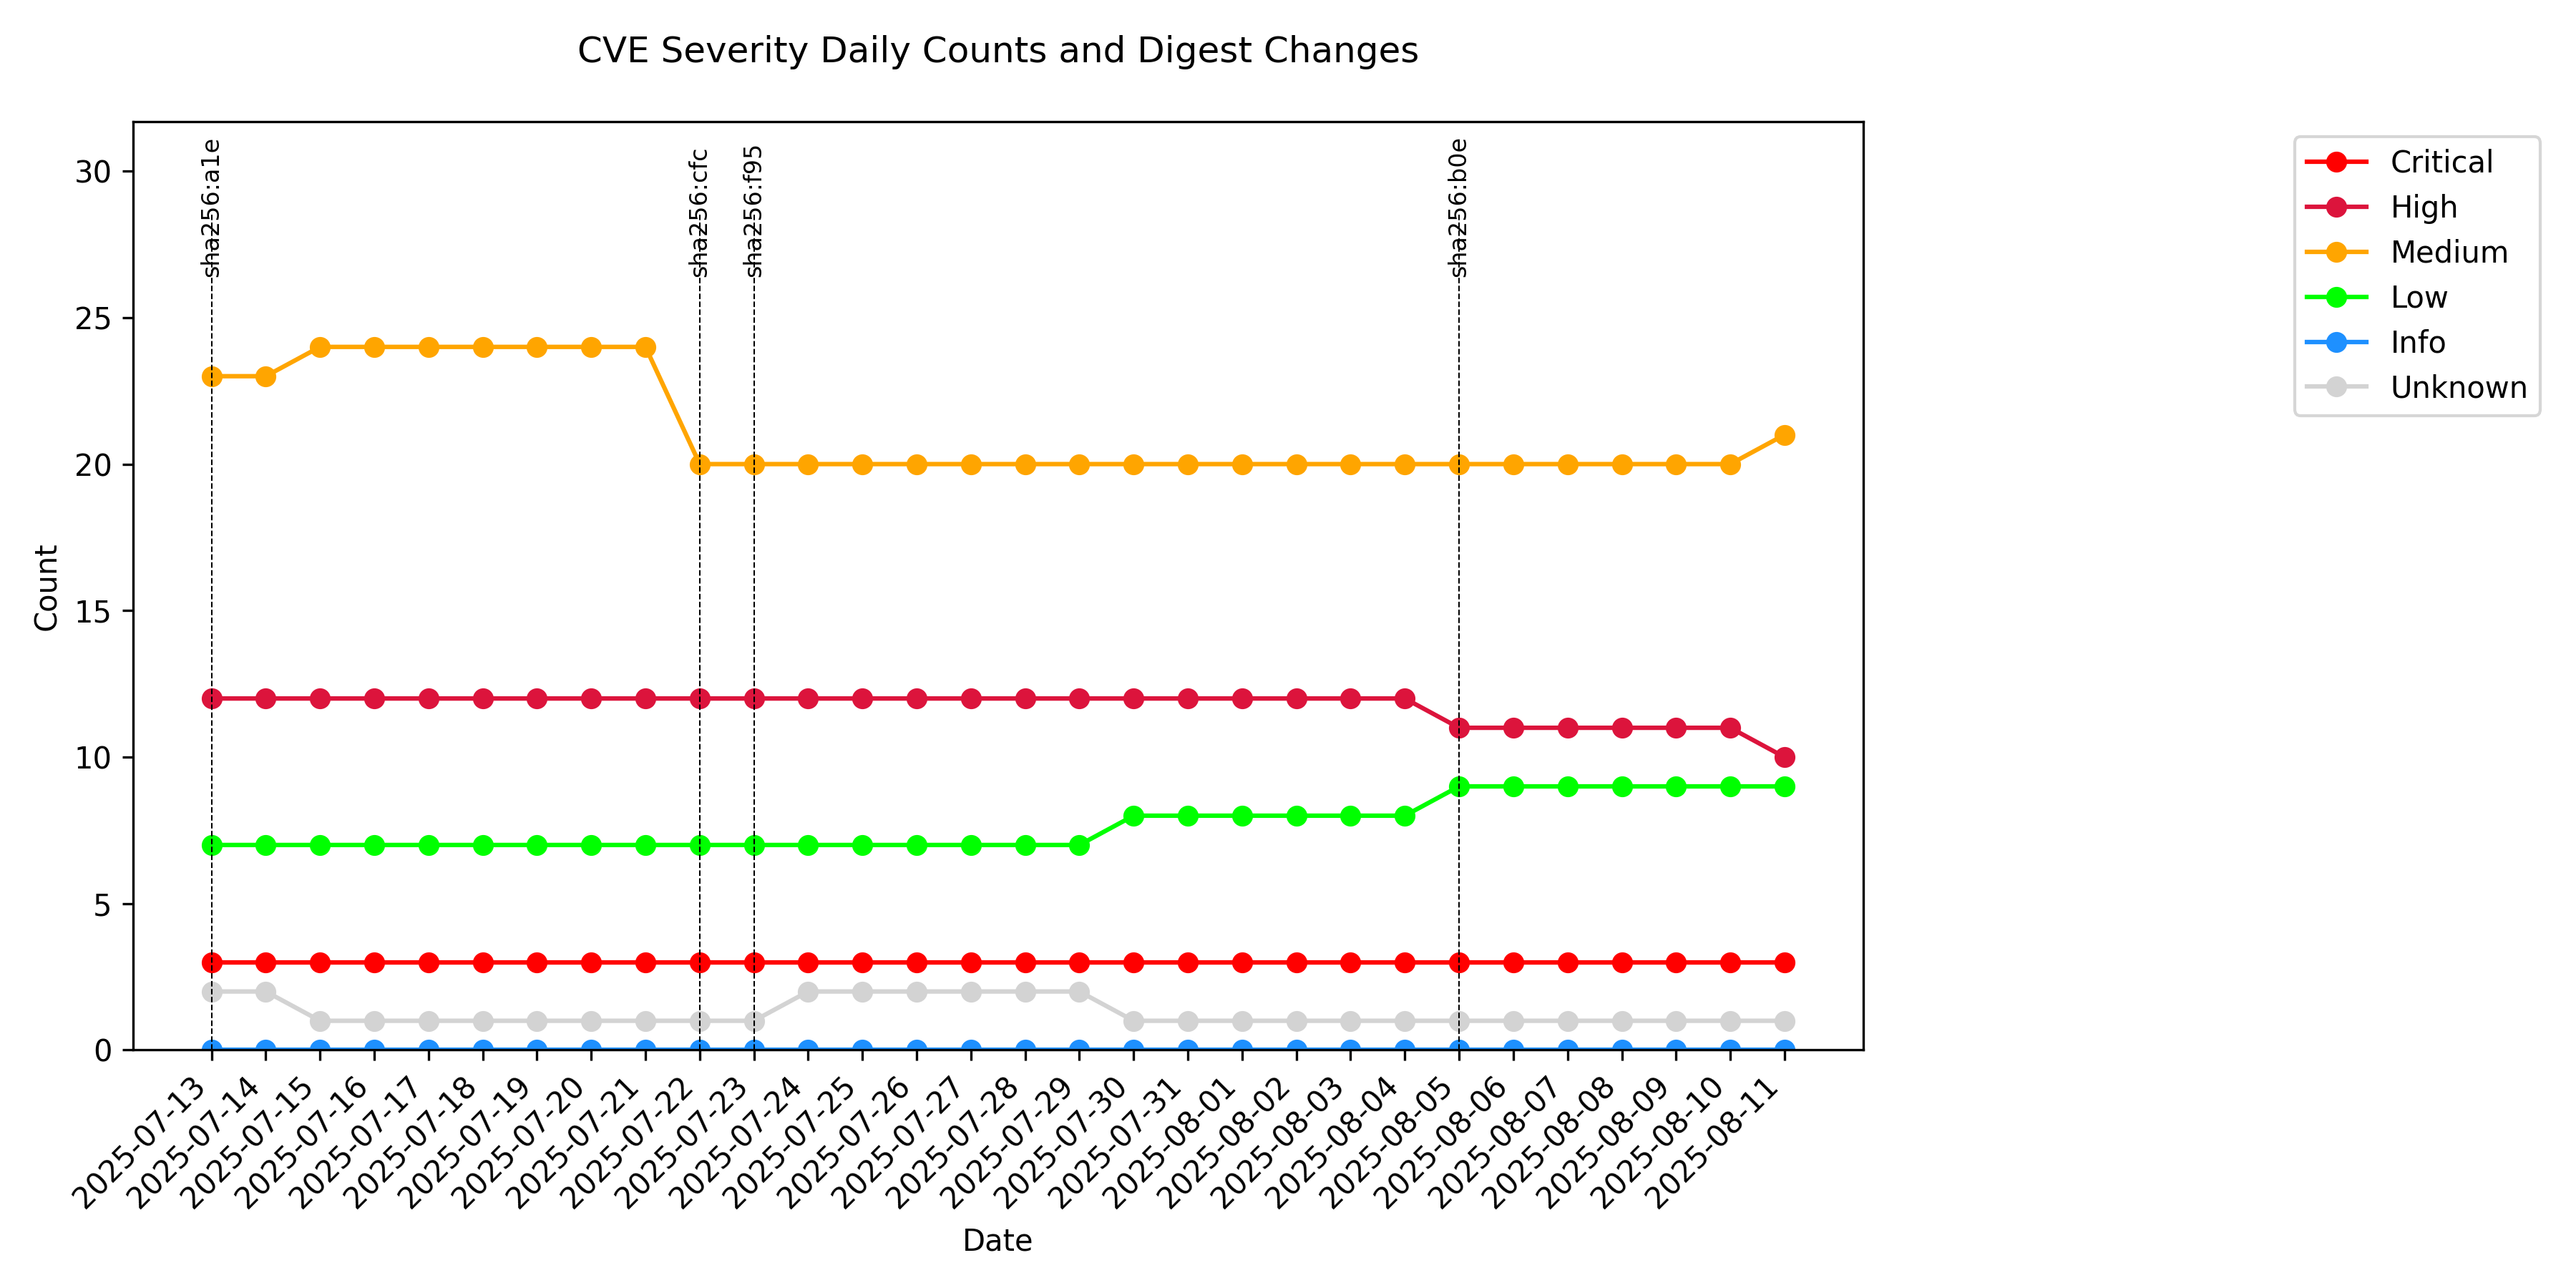 CVE Severity Daily Counts and Digest Changes
sha256:a1e
sha256:cfc
sha256:f95
sha256:b0e
Critical
High
Medium
Low
Info
Unknown
30
25
20
15
10
5
0
Count
2025-07-13
2025-07-14
2025-07-15
2025-07-16
2025-07-17
2025-07-18
2025-07-19
2025-07-20
2025-07-21
2025-07-22
2025-07-23
2025-07-24
2025-07-25
2025-07-26
2025-07-27
2025-07-28
2025-07-29
2025-07-30
2025-07-31
2025-08-01
2025-08-02
2025-08-03
2025-08-04
2025-08-05
2025-08-06
2025-08-07
2025-08-08
2025-08-09
2025-08-10
2025-08-11
Date